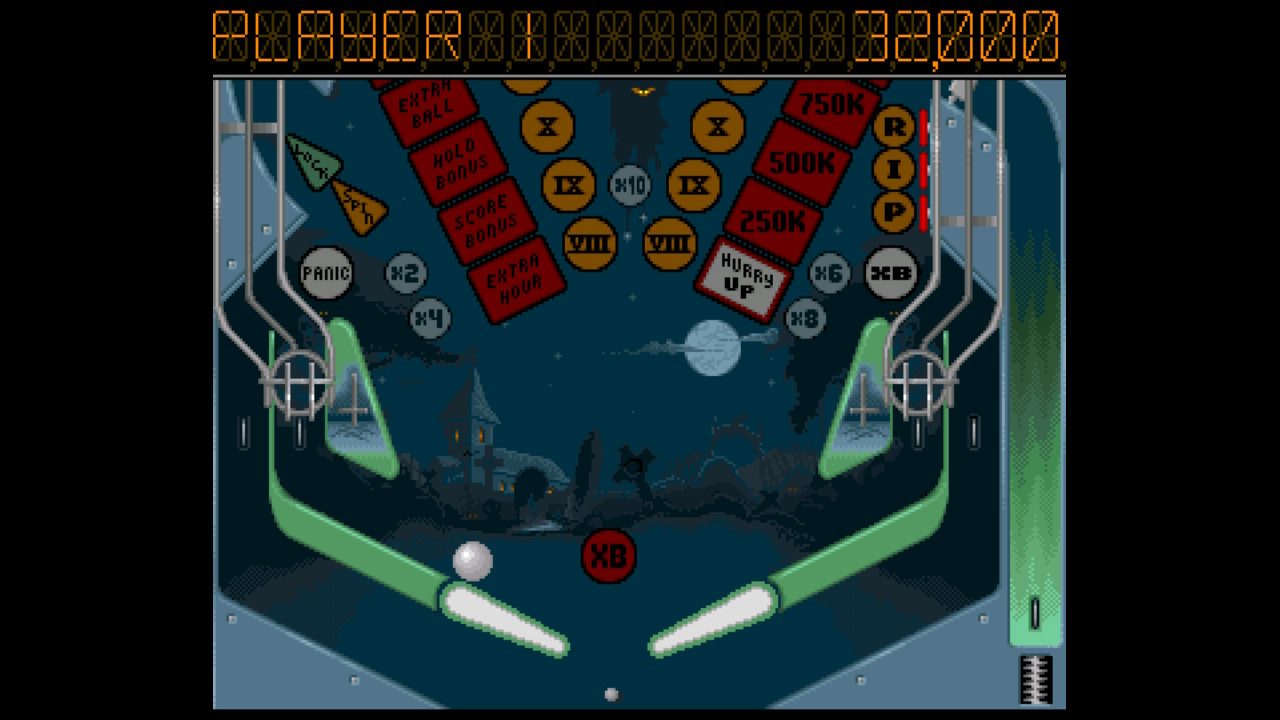 PLAYER 1 32,000
EXTRA
BALL
HOLD
BONUS
SCORE
BONUS
EXTRA
HOUR
X
IX
VIII
X
IX
VIII
x10
750K
500K
250K
HURRY
UP
R
I
P
LOCK
SPIN
PANIC
x2
x4
x6
x8
XB
XB